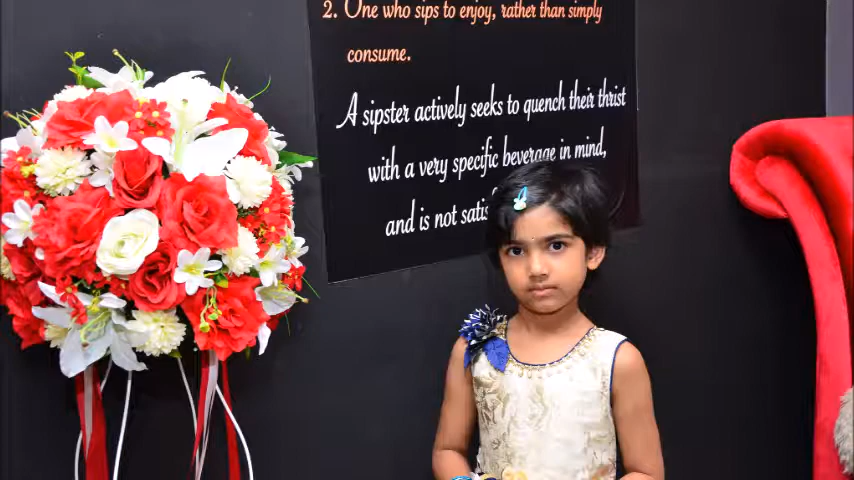 2. One who sips to enjoy, rather than simply
consume.
A sipster actively seeks to quench their thrist
with a very specific beverage in mind,
and is not